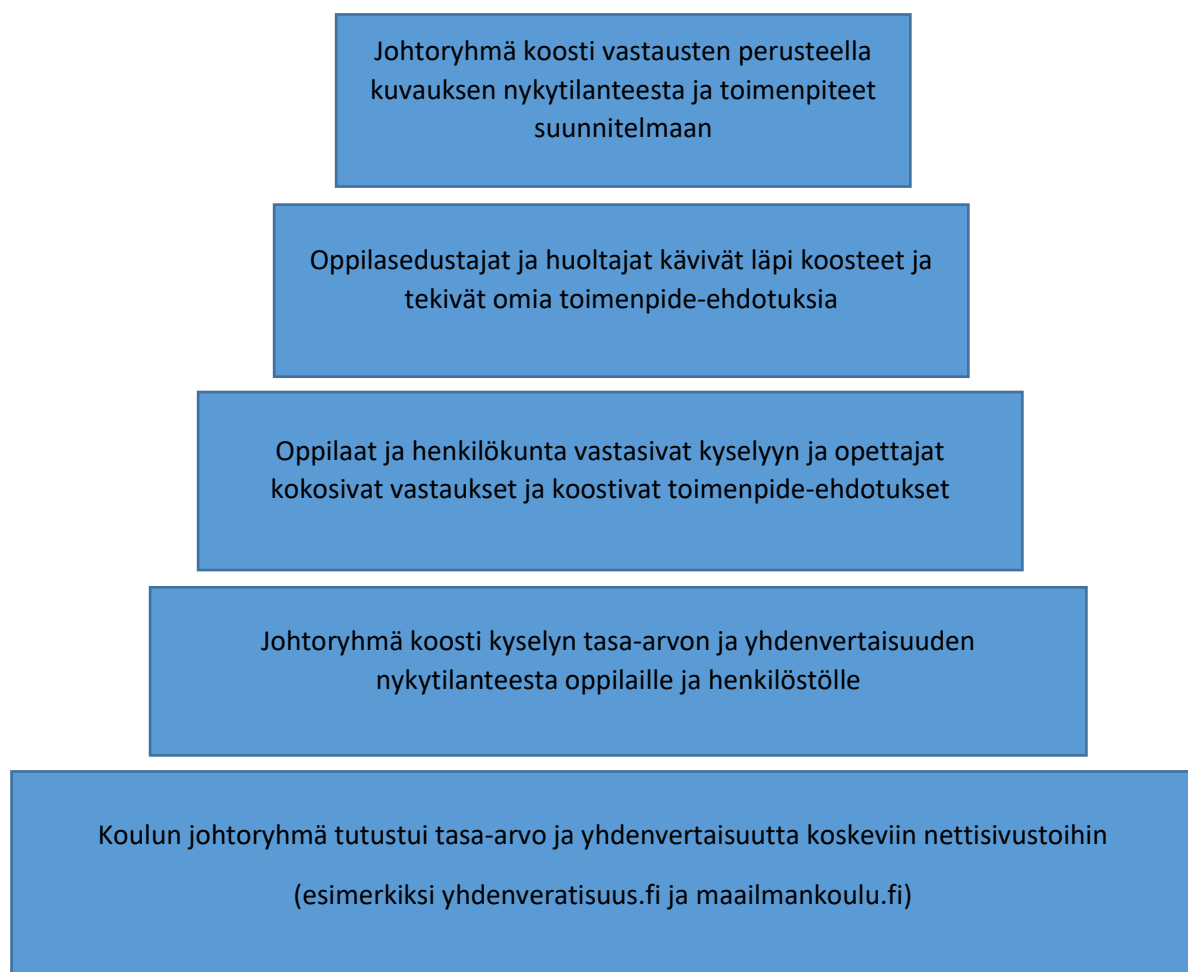 Johtoryhmä koosti vastausten perusteella
kuvauksen nykytilanteesta ja toimenpiteet
suunnitelmaan
Oppilasedustajat ja huoltajat kävivät läpi koosteet ja
tekivät omia toimenpide-ehdotuksia
Oppilaat ja henkilökunta vastasivat kyselyyn ja opettajat
kokosivat vastaukset ja koostivat toimenpide-ehdotukset
Johtoryhmä koosti kyselyn tasa-arvon ja yhdenvertaisuuden
nykytilanteesta oppilaille ja henkilöstölle
Koulun johtoryhmä tutustui tasa-arvo ja yhdenvertaisuutta koskeviin nettisivustoihin
(esimerkiksi yhdenveratisuus.fi ja maailmankoulu.fi)